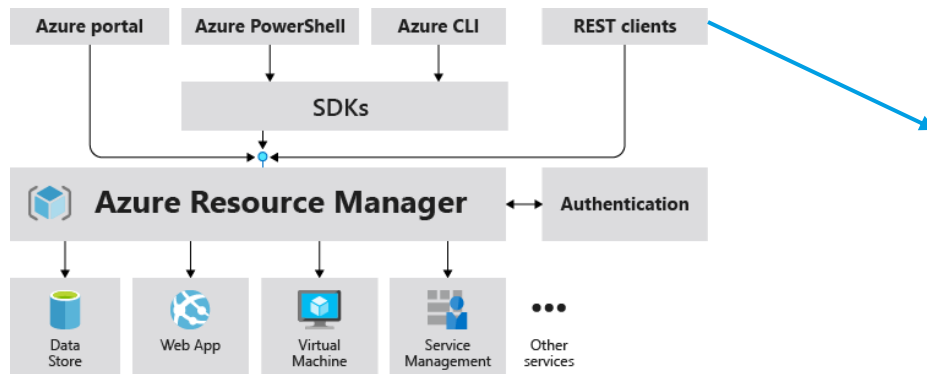 Azure portal
Azure PowerShell
Azure CLI
REST clients
SDKs
Azure Resource Manager
Authentication
Data
Store
Web App
Virtual
Machine
Service
Management
Other
services